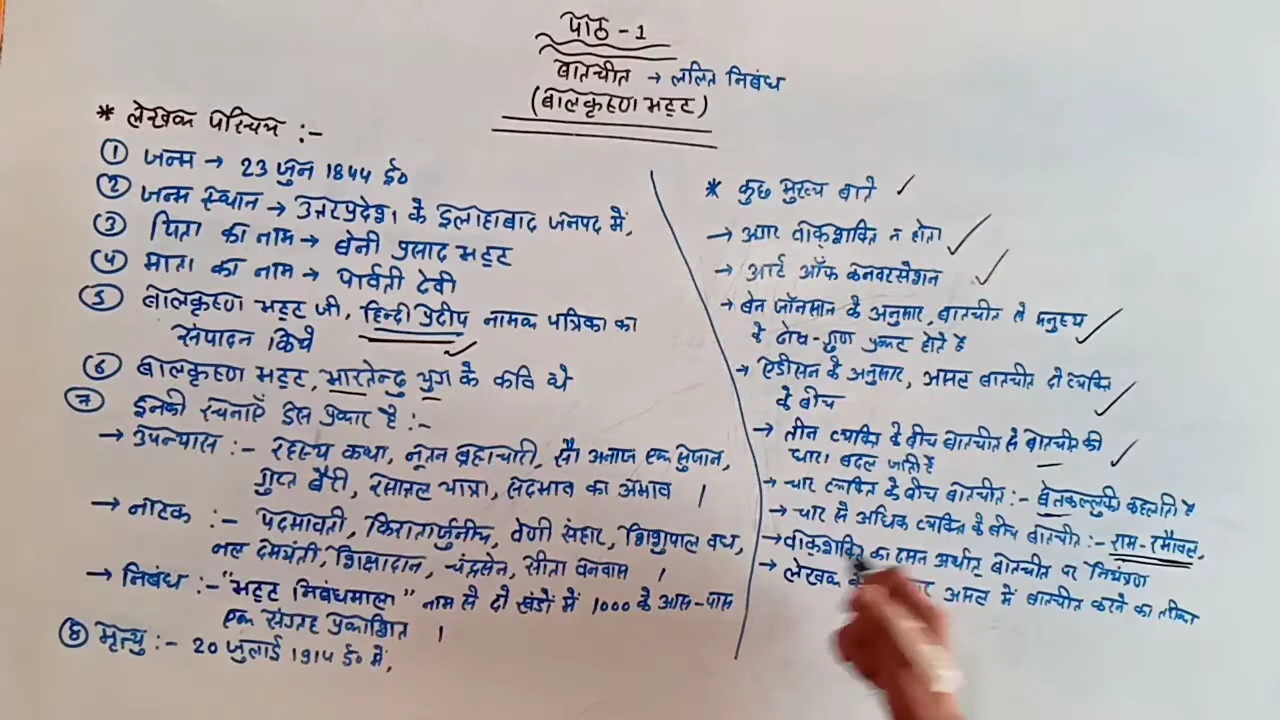 पाठ - 1
बातचीत → ललित निबंध
(बालकृष्ण भट्ट)
* लेखक परिचय :-
① जन्म → 23 जुन 1844 ई०
② जन्म स्थान → उत्तरप्रदेश के इलाहाबाद जनपद में,
③ पिता का नाम → बेनी प्रसाद भट्ट
④ माता का नाम → पार्वती देवी
⑤ बालकृष्ण भट्ट जी, हिन्दी प्रदीप नामक पत्रिका का
संपादन किये
⑥ बालकृष्ण भट्ट, भारतेन्दु युग के कवि थे
⑦ इनकी रचनाएँ इस प्रकार है :-
→ उपन्यास :- रहस्य कथा, नूतन ब्रह्मचारी, सौ अजान एक सुजान,
गुप्त वैरी, रसातल यात्रा, सदभाव का अभाव ।
→ नाटक :- पदमावती, किरातार्जुनीय, वेणी संहार, शिशुपाल वध,
नल दमयंती, शिक्षादान, चंद्रसेन, सीता वनवास ।
→ निबंध :- "भट्ट निबंधमाला" नाम से दो खंडों में 1000 के आस-पास
एक संग्रह प्रकाशित ।
⑧ मृत्यु :- 20 जुलाई 1914 ई० में,
* कुछ मुख्य बाते
→ अगर वाक्शक्ति न होता
→ आर्ट ऑफ कनवरसेशन
→ बेन जॉनसान के अनुसार, बातचीत से मनुष्य
के दोष-गुण प्रकट होते है
→ एडीसन के अनुसार, असल बातचीत दो व्यक्ति
के बीच
→ तीन व्यक्ति के बीच बातचीत से बातचीत की
धारा बदल जाती है
→ चार व्यक्ति के बीच बातचीत :- बेतकल्लुफी कहलाती है
→ चार से अधिक व्यक्ति के बीच बातचीत :- राम-रमौवल,
→ वाक्शक्ति का दमन अर्थात् बातचीत पर नियंत्रण
→ लेखक के असल में बातचीत करने का तरीका